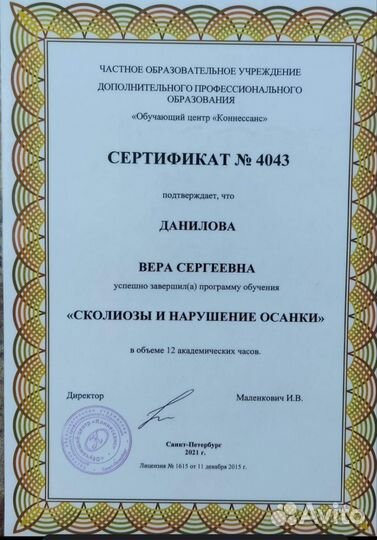 ЧАСТНОЕ ОБРАЗОВАТЕЛЬНОЕ УЧРЕЖДЕНИЕ
ДОПОЛНИТЕЛЬНОГО ПРОФЕССИОНАЛЬНОГО
ОБРАЗОВАНИЯ
«Обучающий центр «Коннессанс»
СЕРТИФИКАТ № 4043
подтверждает, что
ДАНИЛОВА
ВЕРА СЕРГЕЕВНА
успешно завершил(а) программу обучения
«СКОЛИОЗЫ И НАРУШЕНИЕ ОСАНКИ»
в объеме 12 академических часов.
Директор
Маленкович И.В.
Санкт-Петербург
2021 г.
Лицензия № 1615 от 11 декабря 2015 г.
Avito